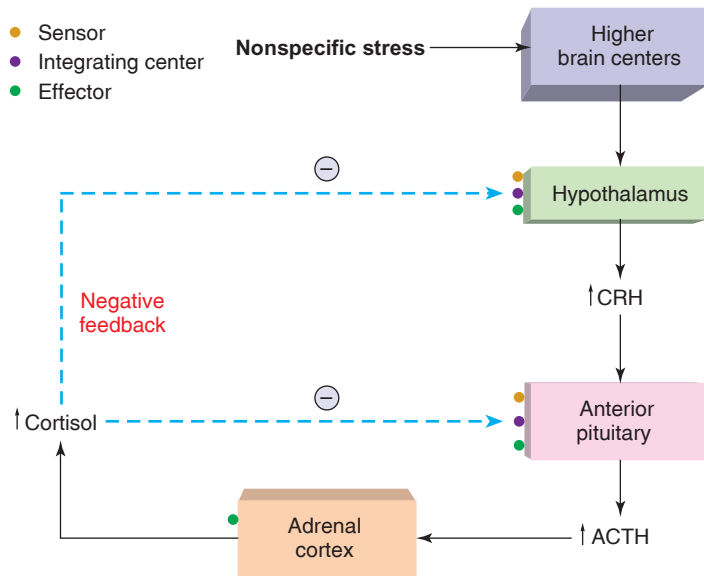 Sensor
Integrating center
Effector
Nonspecific stress
Higher
brain centers
−
Hypothalamus
↑CRH
Negative
feedback
−
↑Cortisol
Anterior
pituitary
Adrenal
cortex
↑ACTH